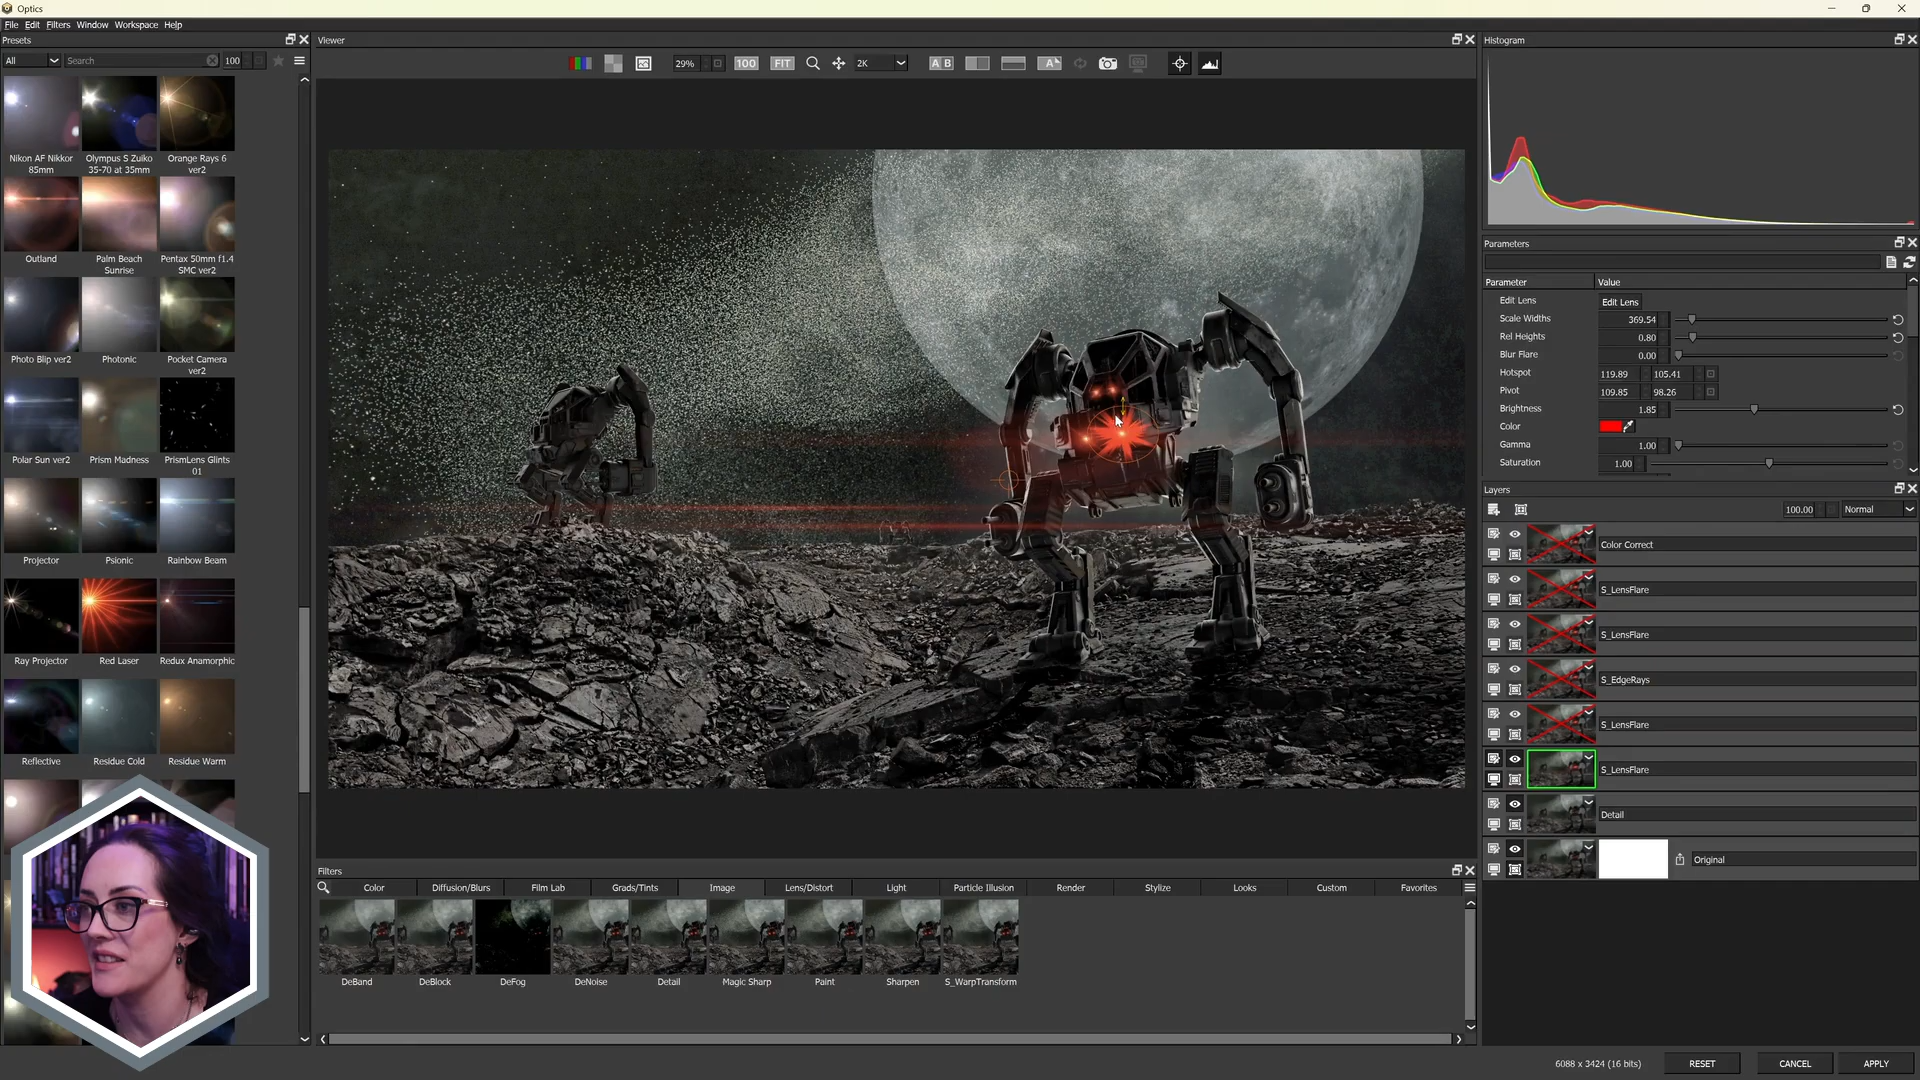 Optics
File Edit Filters Window Workspace Help
Presets
All Search 100
Nikon AF Nikkor 85mm
Olympus S Zuiko 35-70 at 35mm
Orange Rays 6 ver2
Outland
Palm Beach Sunrise
Pentax 50mm f1.4 SMC ver2
Photo Blip ver2
Photonic
Pocket Camera ver2
Polar Sun ver2
Prism Madness
PrismLens Glints 01
Projector
Psionic
Rainbow Beam
Ray Projector
Red Laser
Redux Anamorphic
Reflective
Residue Cold
Residue Warm
Viewer
29% 100 FIT 2K A B A
Filters
Color Diffusion/Blurs Film Lab Grads/Tints Image Lens/Distort Light Particle Illusion Render Stylize Looks Custom Favorites
DeBand DeBlock DeFog DeNoise Detail Magic Sharp Paint Sharpen S_WarpTransform
Histogram
Parameters
Parameter Value
Edit Lens Edit Lens
Scale Widths 369.54
Rel Heights 0.80
Blur Flare 0.00
Hotspot 119.89 105.41
Pivot 109.85 98.26
Brightness 1.85
Color
Gamma 1.00
Saturation 1.00
Layers
100.00 Normal
Color Correct
S_LensFlare
S_LensFlare
S_EdgeRays
S_LensFlare
S_LensFlare
Detail
Original
6088 x 3424 (16 bits) RESET CANCEL APPLY